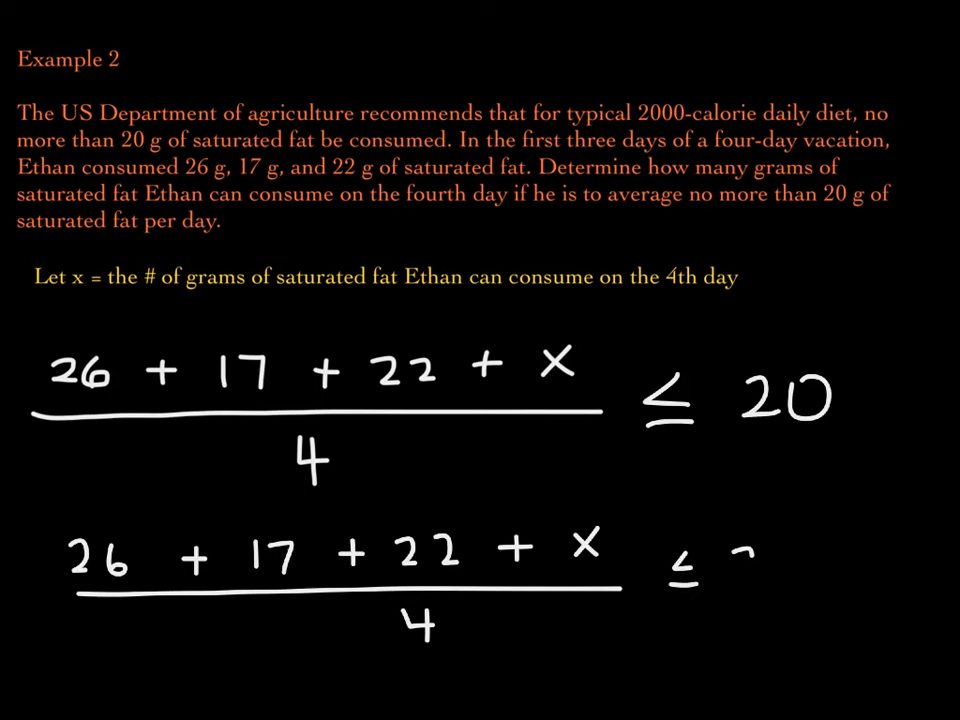 Example 2
The US Department of agriculture recommends that for typical 2000-calorie daily diet, no
more than 20 g of saturated fat be consumed. In the first three days of a four-day vacation,
Ethan consumed 26 g, 17 g, and 22 g of saturated fat. Determine how many grams of
saturated fat Ethan can consume on the fourth day if he is to average no more than 20 g of
saturated fat per day.
Let x = the # of grams of saturated fat Ethan can consume on the 4th day
26 + 17 + 22 + x
≤ 20
4
26 + 17 + 22 + x
≤
4